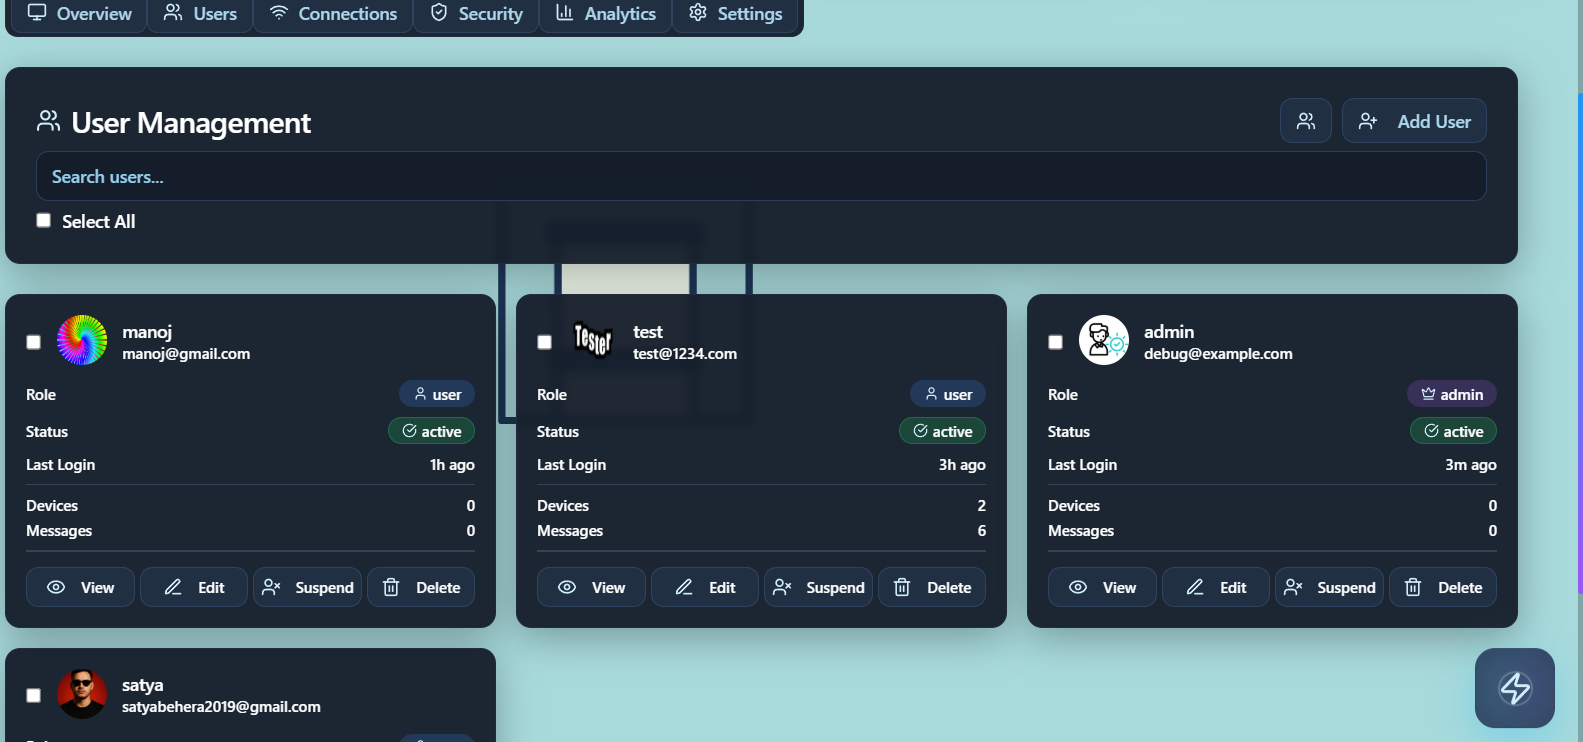 Overview Users Connections Security Analytics Settings
User Management
Add User
Search users...
Select All
manoj
manoj@gmail.com
Role user
Status active
Last Login 1h ago
Devices 0
Messages 0
View Edit Suspend Delete
Tester
test
test@1234.com
Role user
Status active
Last Login 3h ago
Devices 2
Messages 6
View Edit Suspend Delete
admin
debug@example.com
Role admin
Status active
Last Login 3m ago
Devices 0
Messages 0
View Edit Suspend Delete
satya
satyabehera2019@gmail.com